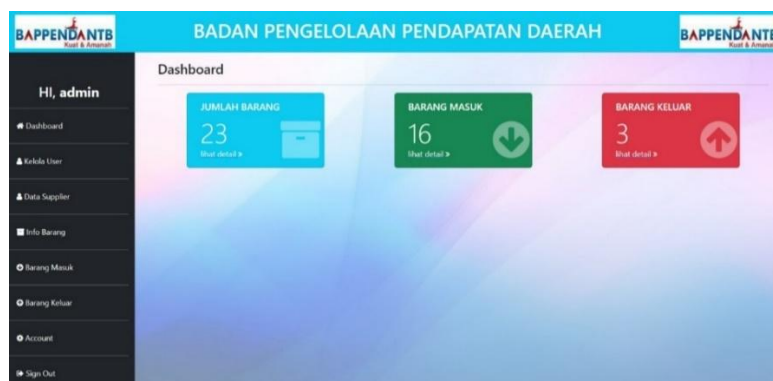 BAPPENDANTB
Kuat & Amanah
BADAN PENGELOLAAN PENDAPATAN DAERAH
BAPPENDANTB
Kuat & Amanah
HI, admin
Dashboard
Kelola User
Data Supplier
Info Barang
Barang Masuk
Barang Keluar
Account
Sign Out
Dashboard
JUMLAH BARANG
23
lihat detail »
BARANG MASUK
16
lihat detail »
BARANG KELUAR
3
lihat detail »